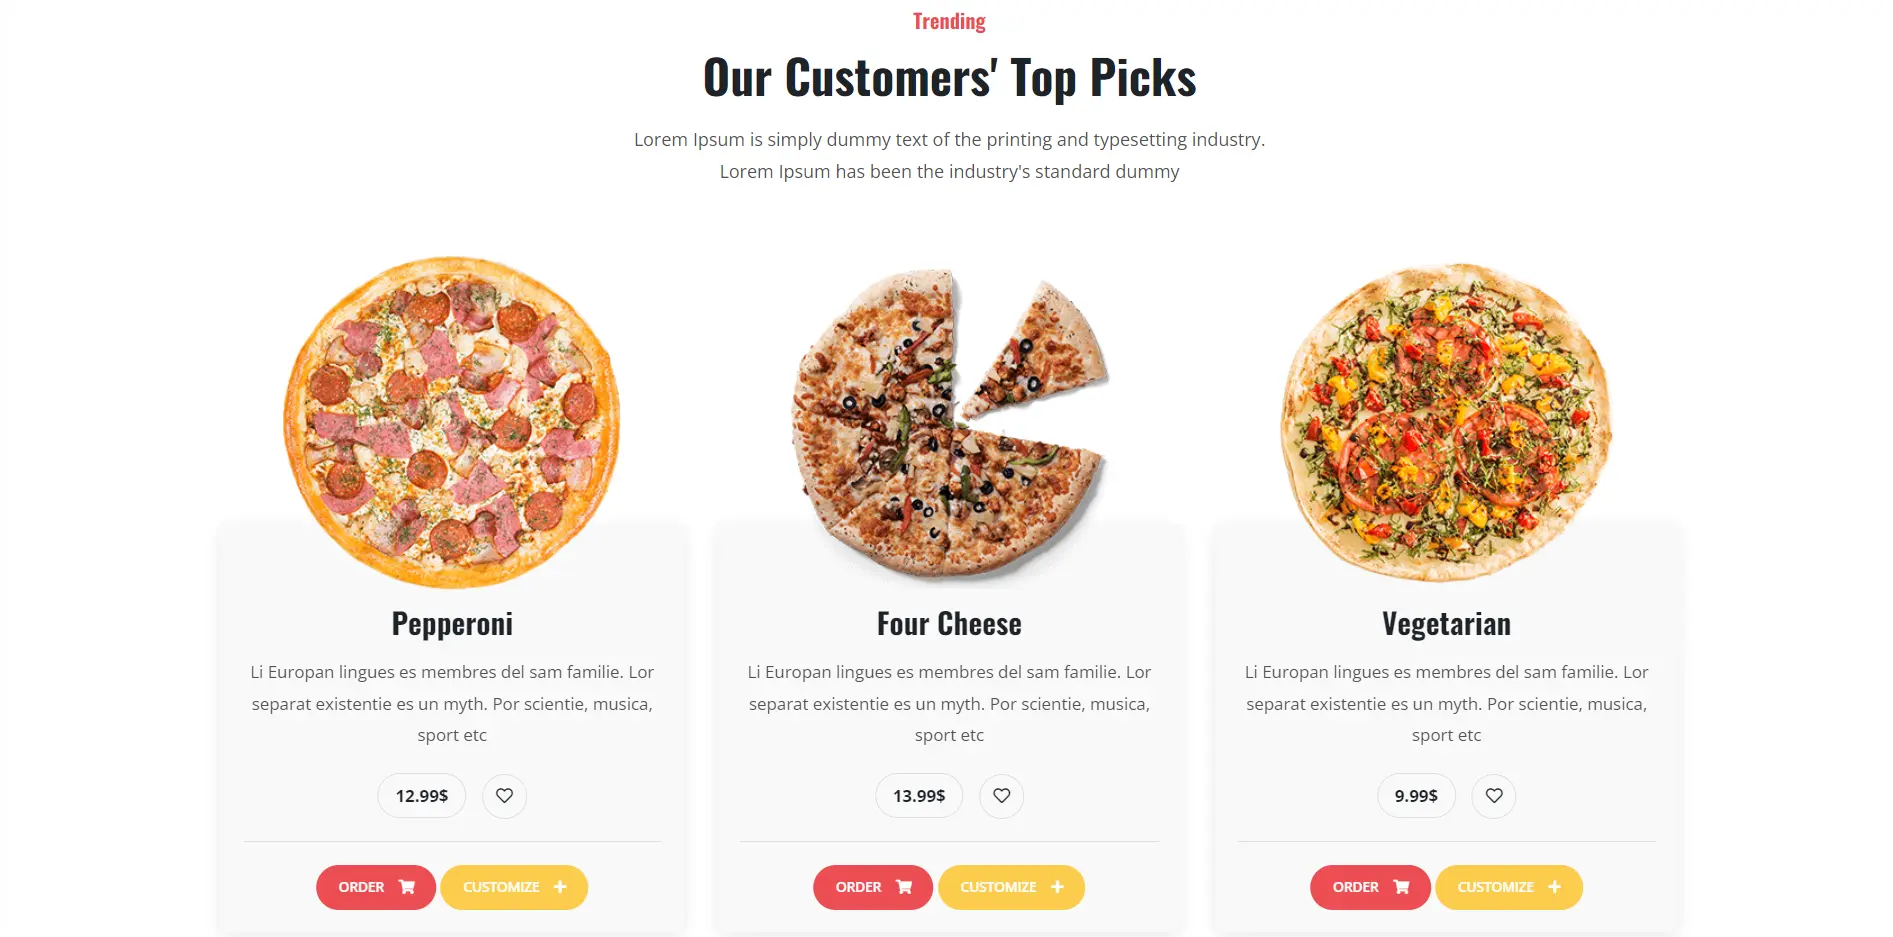 Trending
Our Customers' Top Picks
Lorem Ipsum is simply dummy text of the printing and typesetting industry.
Lorem Ipsum has been the industry's standard dummy
Pepperoni
Li Europan lingues es membres del sam familie. Lor
separat existentie es un myth. Por scientie, musica,
sport etc
12.99$
ORDER
CUSTOMIZE
Four Cheese
Li Europan lingues es membres del sam familie. Lor
separat existentie es un myth. Por scientie, musica,
sport etc
13.99$
ORDER
CUSTOMIZE
Vegetarian
Li Europan lingues es membres del sam familie. Lor
separat existentie es un myth. Por scientie, musica,
sport etc
9.99$
ORDER
CUSTOMIZE